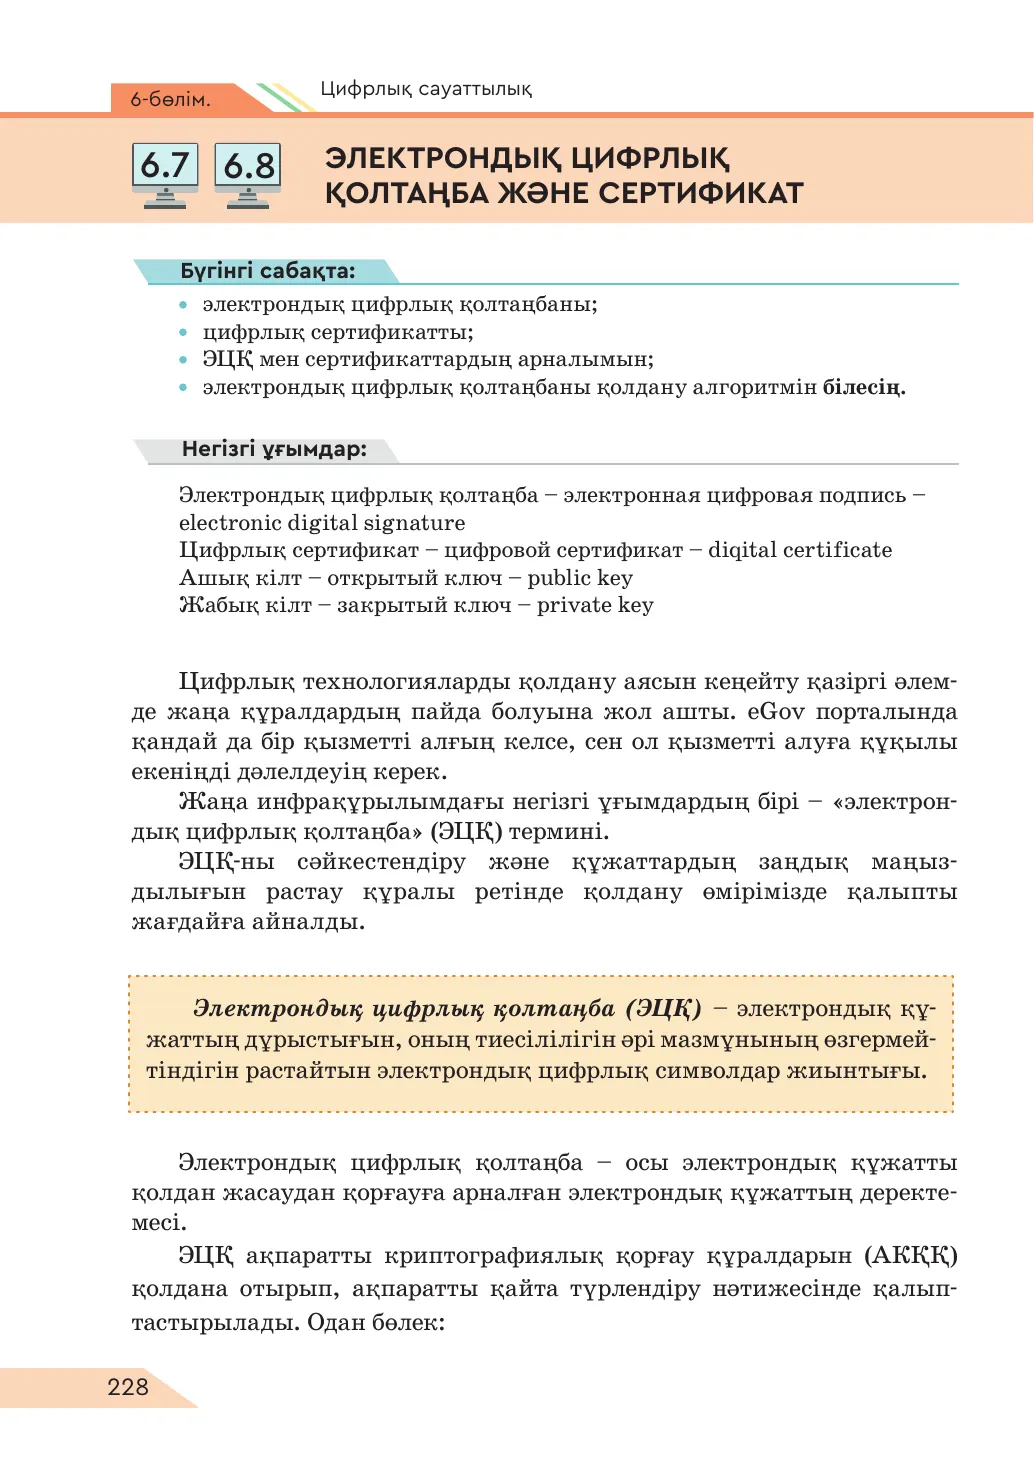 6-бөлім.
Цифрлық сауаттылық
6.7 6.8
ЭЛЕКТРОНДЫҚ ЦИФРЛЫҚ
ҚОЛТАҢБА ЖӘНЕ СЕРТИФИКАТ
Бүгінгі сабақта:
• электрондық цифрлық қолтаңбаны;
• цифрлық сертификатты;
• ЭЦҚ мен сертификаттардың арналымын;
• электрондық цифрлық қолтаңбаны қолдану алгоритмін білесің.
Негізгі ұғымдар:
Электрондық цифрлық қолтаңба – электронная цифровая подпись –
electronic digital signature
Цифрлық сертификат – цифровой сертификат – diqital certificate
Ашық кілт – открытый ключ – public key
Жабық кілт – закрытый ключ – private key
Цифрлық технологияларды қолдану аясын кеңейту қазіргі әлем-
де жаңа құралдардың пайда болуына жол ашты. eGov порталында
қандай да бір қызметті алғың келсе, сен ол қызметті алуға құқылы
екеніңді дәлелдеуің керек.
Жаңа инфрақұрылымдағы негізгі ұғымдардың бірі – «электрон-
дық цифрлық қолтаңба» (ЭЦҚ) термині.
ЭЦҚ-ны сәйкестендіру және құжаттардың заңдық маңыз-
дылығын растау құралы ретінде қолдану өмірімізде қалыпты
жағдайға айналды.
Электрондық цифрлық қолтаңба (ЭЦҚ) – электрондық құ-
жаттың дұрыстығын, оның тиесілілігін әрі мазмұнының өзгермей-
тіндігін растайтын электрондық цифрлық символдар жиынтығы.
Электрондық цифрлық қолтаңба – осы электрондық құжатты
қолдан жасаудан қорғауға арналған электрондық құжаттың деректе-
месі.
ЭЦҚ ақпаратты криптографиялық қорғау құралдарын (АКҚҚ)
қолдана отырып, ақпаратты қайта түрлендіру нәтижесінде қалып-
тастырылады. Одан бөлек:
228